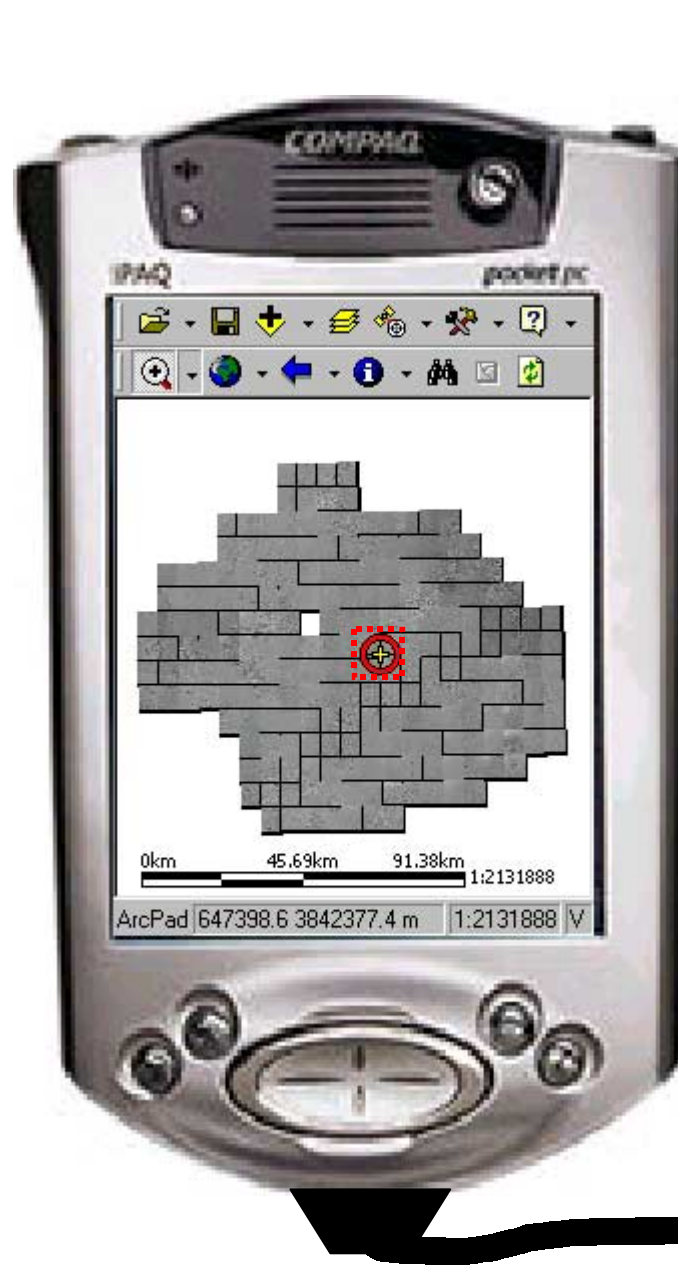 COMPAQ
iPAQ pocket pc
?
i
0km 45.69km 91.38km
1:2131888
ArcPad 647398.6 3842377.4 m 1:2131888 V